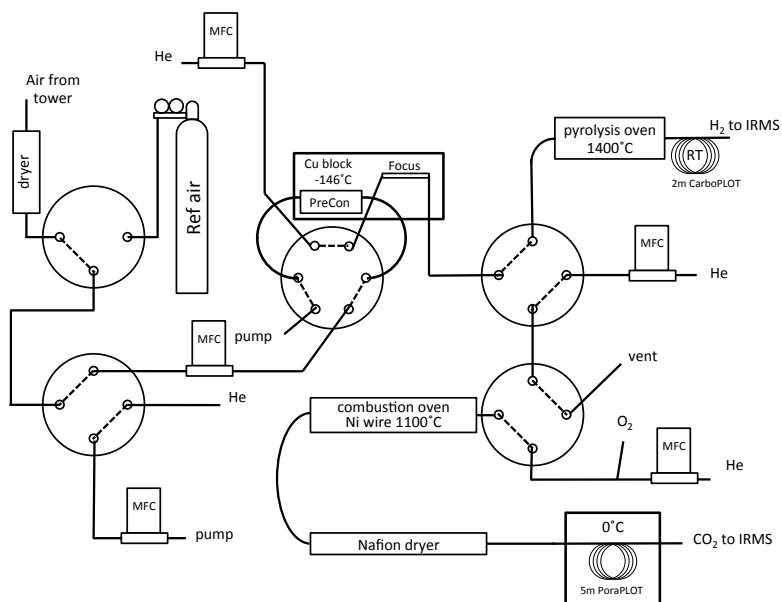 MFC
He
Air from
tower
dryer
Ref air
Cu block
-146˚C
Focus
PreCon
pyrolysis oven
1400˚C
H₂ to IRMS
RT
2m CarboPLOT
MFC
He
MFC
pump
He
vent
combustion oven
Ni wire 1100˚C
O₂
MFC
He
MFC
pump
Nafion dryer
0˚C
5m PoraPLOT
CO₂ to IRMS